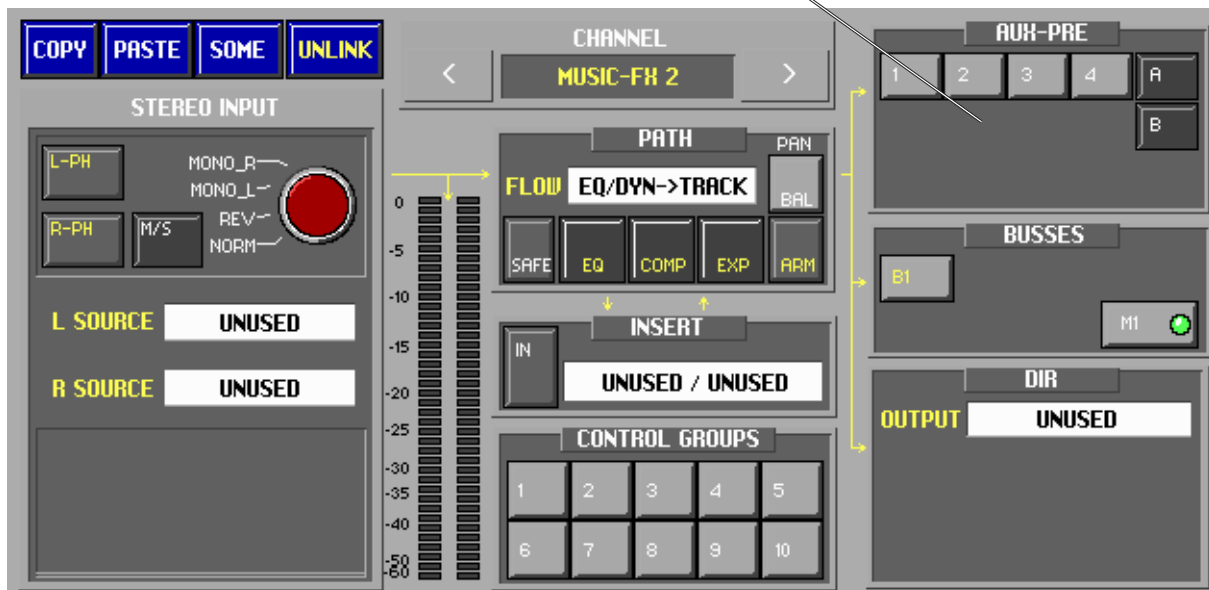 COPY PASTE SOME UNLINK
CHANNEL
< MUSIC-FX 2 >
STEREO INPUT
L-PH
R-PH
M/S
MONO_R
MONO_L
REV
NORM
L SOURCE UNUSED
R SOURCE UNUSED
0
-5
-10
-15
-20
-25
-30
-35
-40
-50
-60
PATH
PAN
FLOW EQ/DYN->TRACK
BAL
SAFE EQ COMP EXP ARM
INSERT
IN
UNUSED / UNUSED
CONTROL GROUPS
1 2 3 4 5
6 7 8 9 10
AUX-PRE
1 2 3 4 A
B
BUSSES
B1
M1
DIR
OUTPUT UNUSED